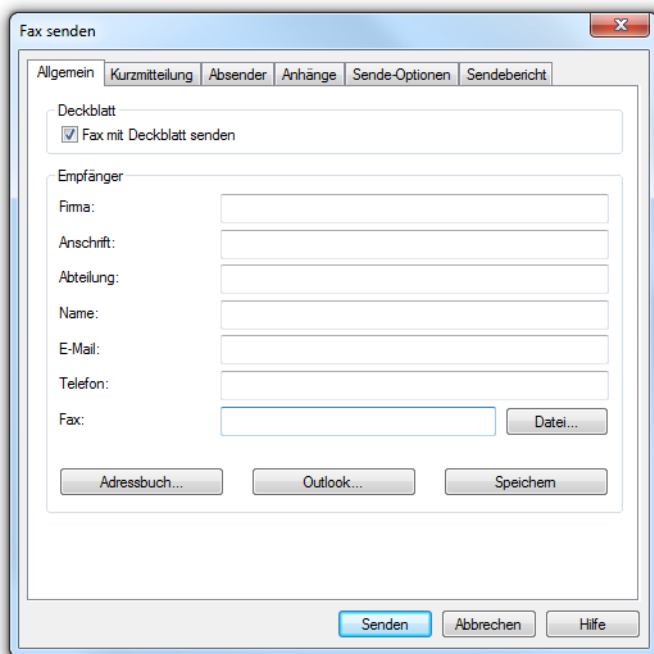 Fax senden
Allgemein Kurzmitteilung Absender Anhänge Sende-Optionen Sendebericht
Deckblatt
Fax mit Deckblatt senden
Empfänger
Firma:
Anschrift:
Abteilung:
Name:
E-Mail:
Telefon:
Fax: Datei...
Adressbuch... Outlook... Speichern
Senden Abbrechen Hilfe